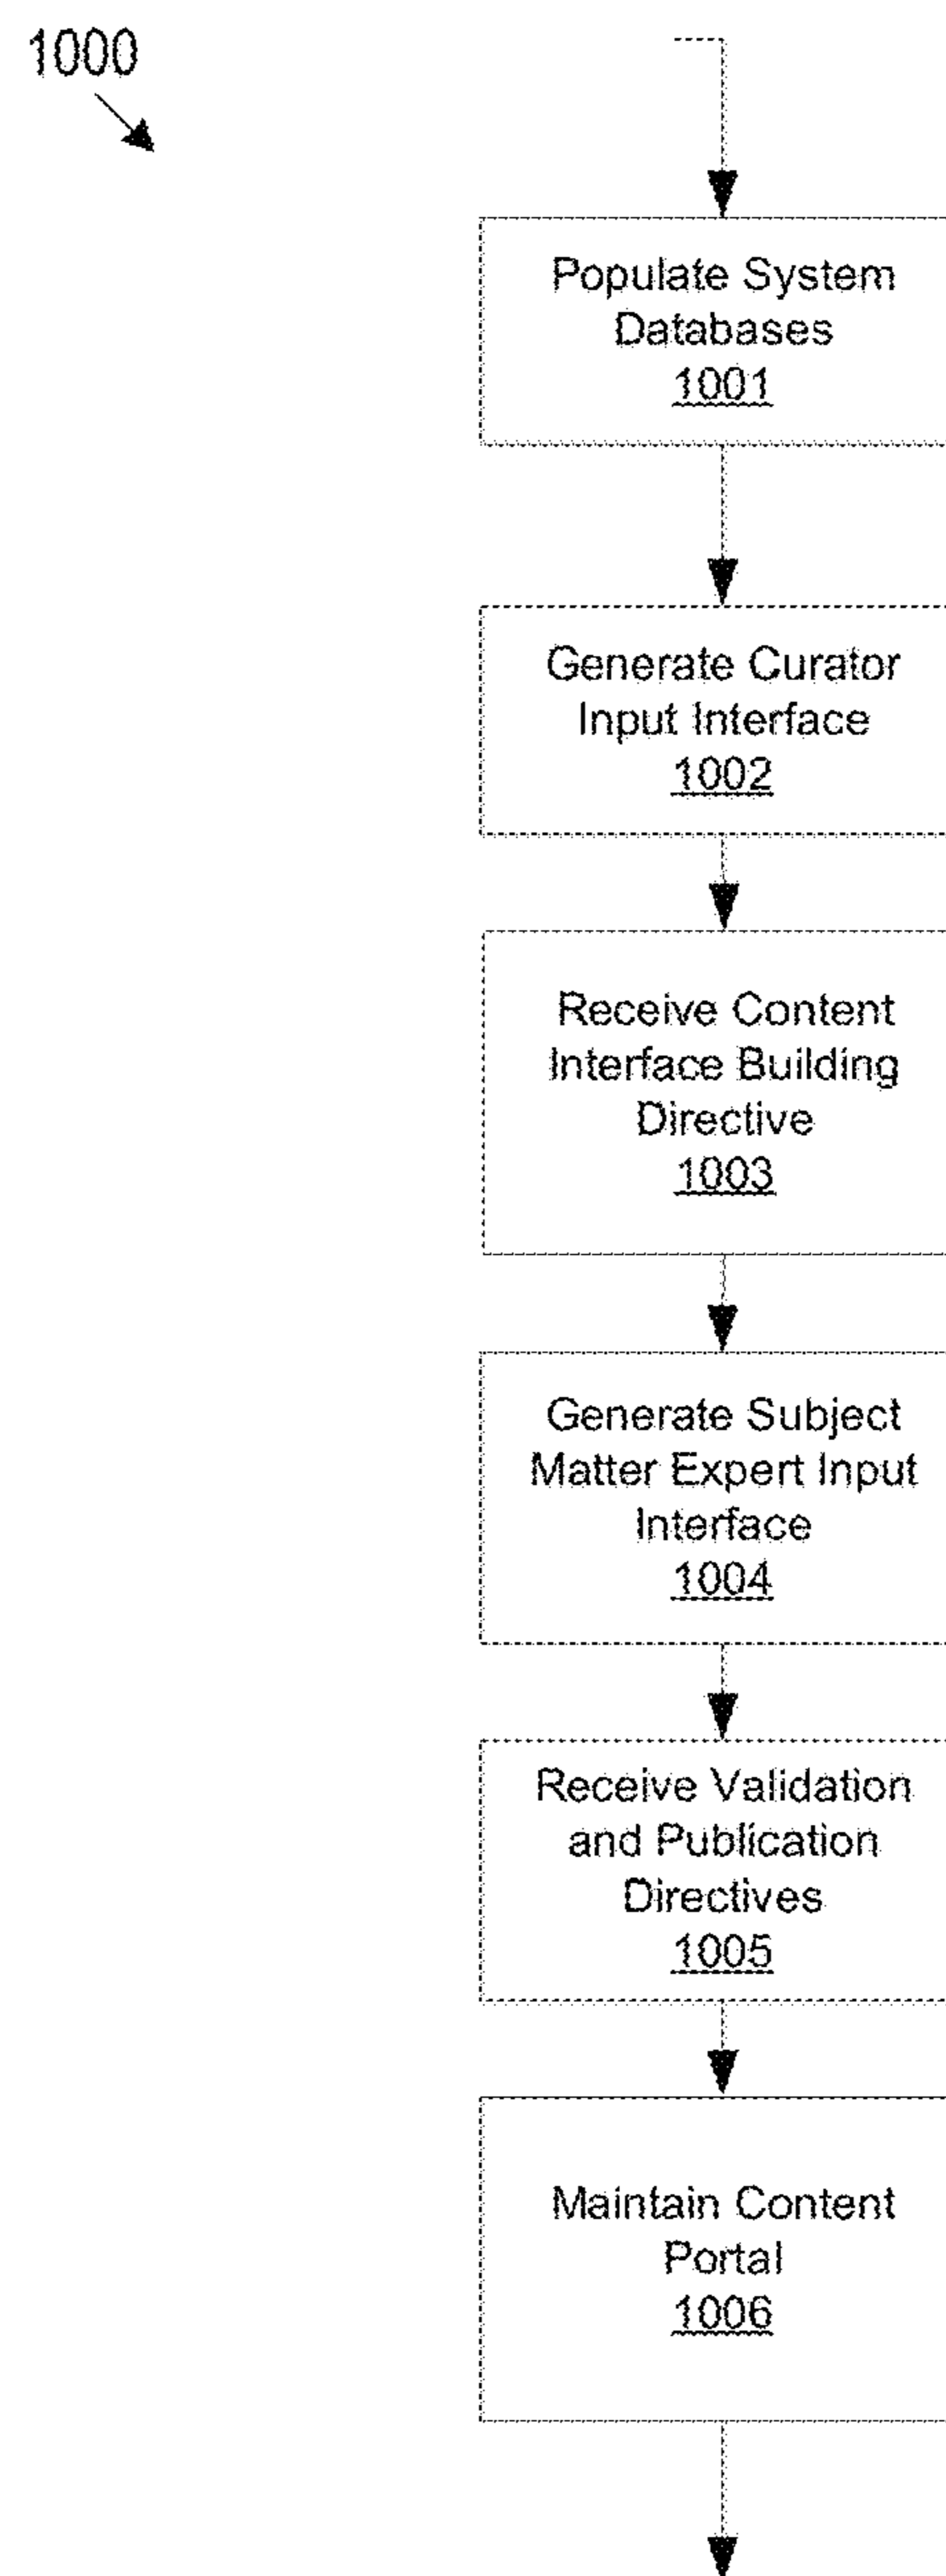 1000
Populate System
Databases
1001
Generate Curator
Input Interface
1002
Receive Content
Interface Building
Directive
1003
Generate Subject
Matter Expert Input
Interface
1004
Receive Validation
and Publication
Directives
1005
Maintain Content
Portal
1006